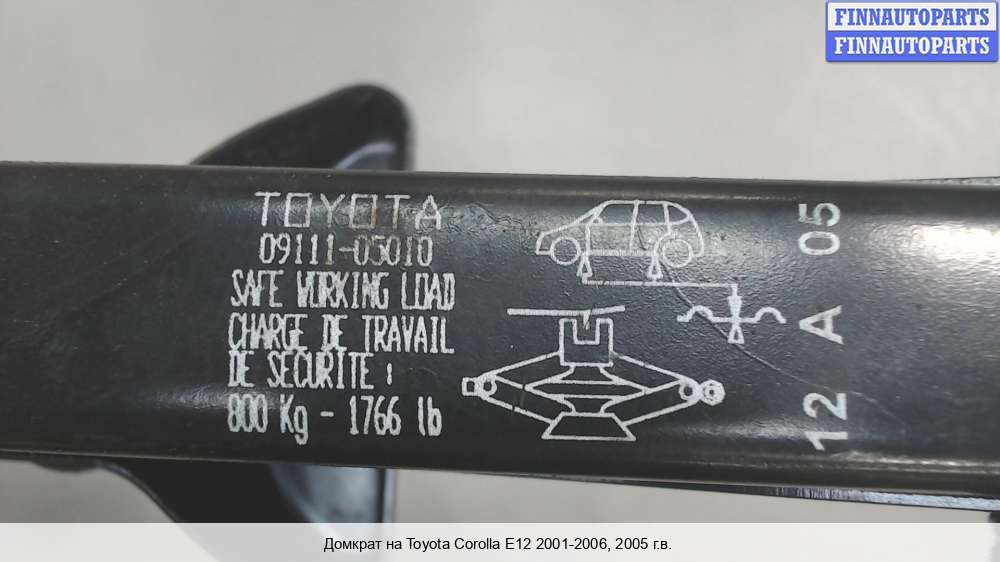 FINNAUTOPARTS
FINNAUTOPARTS
TOYOTA
09111-05010
SAFE WORKING LOAD
CHARGE DE TRAVAIL
DE SECURITE :
800 Kg - 1766 lb
12 A 05
Домкрат на Toyota Corolla E12 2001-2006, 2005 г.в.